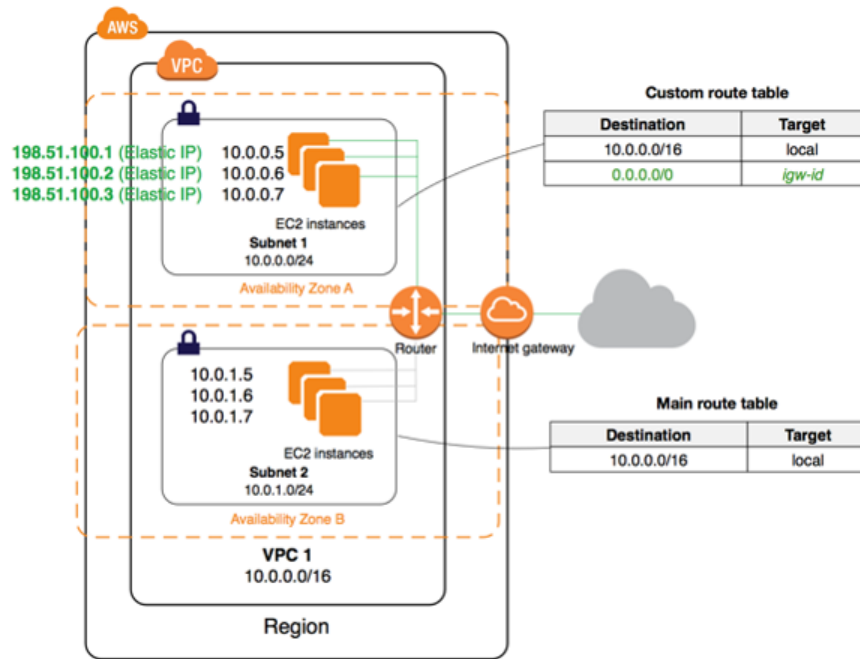 AWS
VPC
198.51.100.1 (Elastic IP)
198.51.100.2 (Elastic IP)
198.51.100.3 (Elastic IP)
10.0.0.5
10.0.0.6
10.0.0.7
EC2 instances
Subnet 1
10.0.0.0/24
Availability Zone A
Custom route table
Destination Target
10.0.0.0/16 local
0.0.0.0/0 igw-id
Router
Internet gateway
10.0.1.5
10.0.1.6
10.0.1.7
EC2 instances
Subnet 2
10.0.1.0/24
Availability Zone B
Main route table
Destination Target
10.0.0.0/16 local
VPC 1
10.0.0.0/16
Region